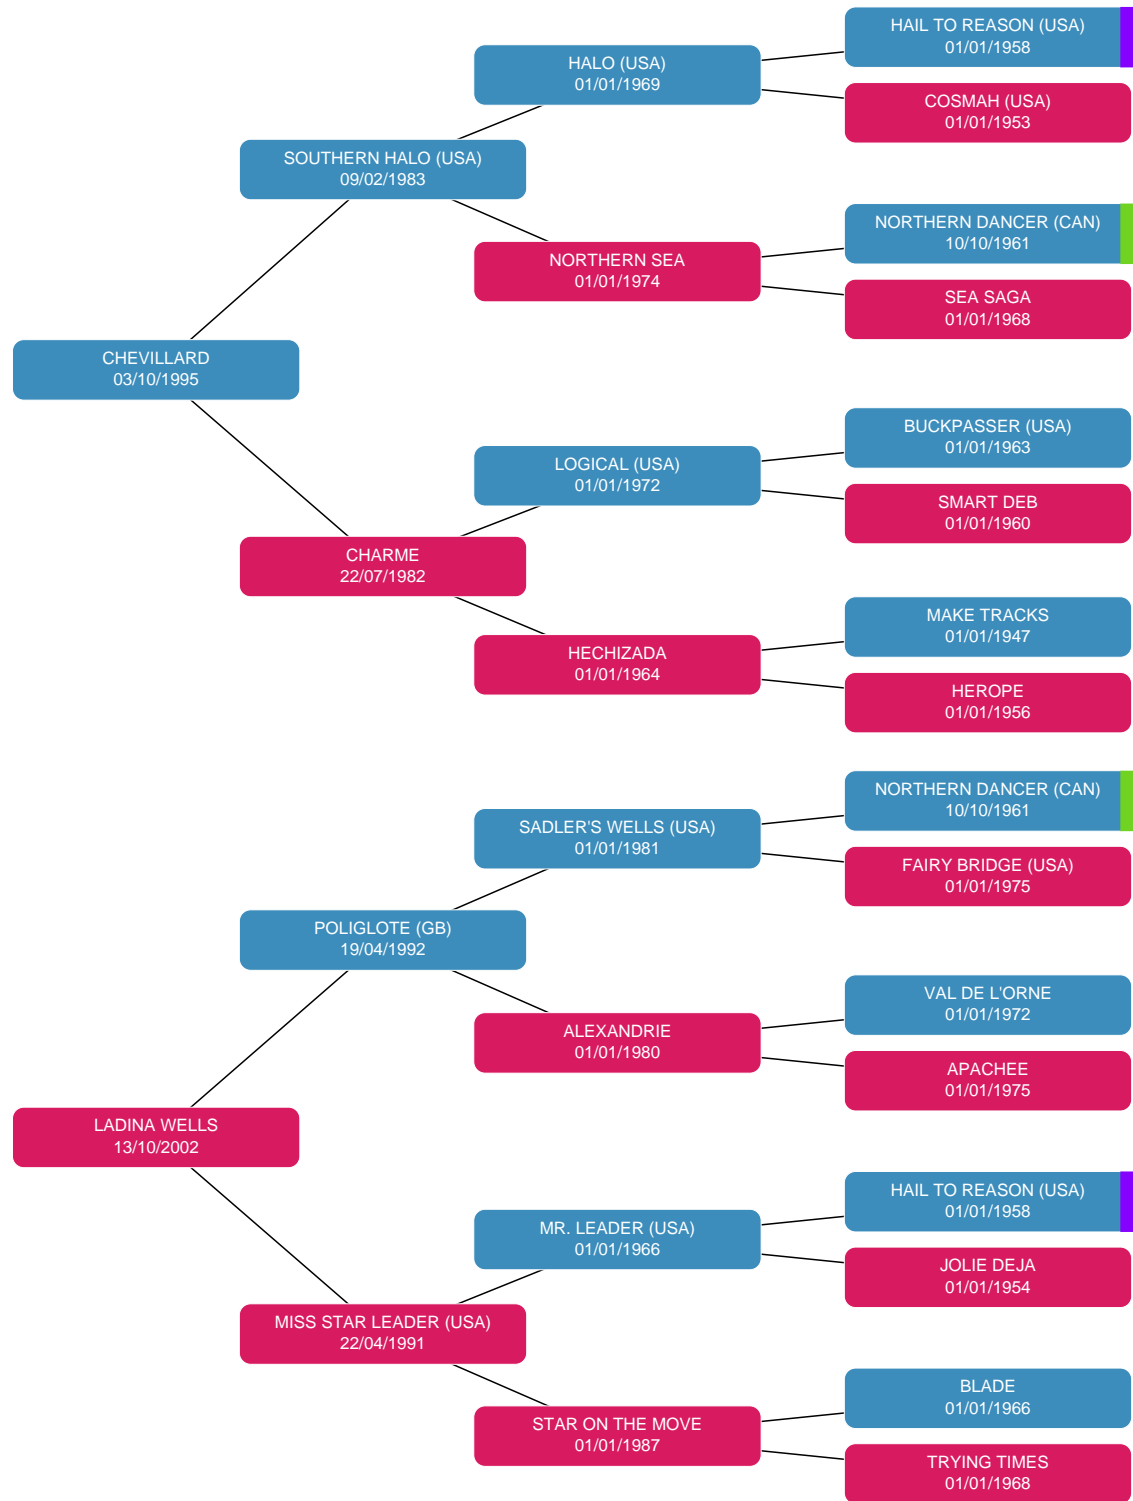 HAIL TO REASON (USA)
01/01/1958
HALO (USA)
01/01/1969
COSMAH (USA)
01/01/1953
SOUTHERN HALO (USA)
09/02/1983
NORTHERN DANCER (CAN)
10/10/1961
NORTHERN SEA
01/01/1974
SEA SAGA
01/01/1968
CHEVILLARD
03/10/1995
BUCKPASSER (USA)
01/01/1963
LOGICAL (USA)
01/01/1972
SMART DEB
01/01/1960
CHARME
22/07/1982
MAKE TRACKS
01/01/1947
HECHIZADA
01/01/1964
HEROPE
01/01/1956
NORTHERN DANCER (CAN)
10/10/1961
SADLER'S WELLS (USA)
01/01/1981
FAIRY BRIDGE (USA)
01/01/1975
POLIGLOTE (GB)
19/04/1992
VAL DE L'ORNE
01/01/1972
ALEXANDRIE
01/01/1980
APACHEE
01/01/1975
LADINA WELLS
13/10/2002
HAIL TO REASON (USA)
01/01/1958
MR. LEADER (USA)
01/01/1966
JOLIE DEJA
01/01/1954
MISS STAR LEADER (USA)
22/04/1991
BLADE
01/01/1966
STAR ON THE MOVE
01/01/1987
TRYING TIMES
01/01/1968